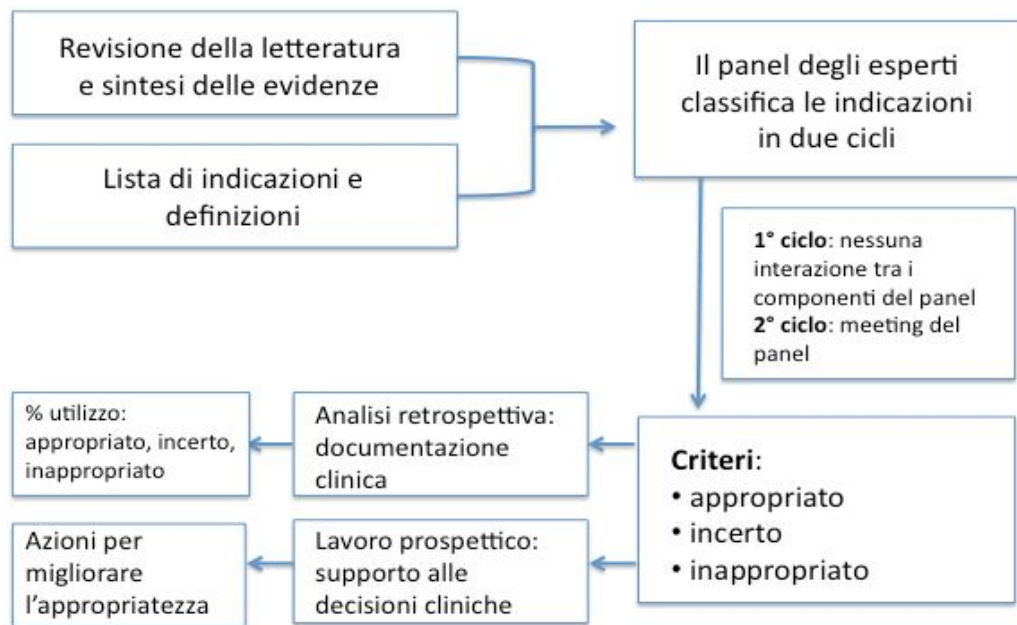 Revisione della letteratura
e sintesi delle evidenze
Lista di indicazioni e
definizioni
Il panel degli esperti
classifica le indicazioni
in due cicli
1° ciclo: nessuna
interazione tra i
componenti del panel
2° ciclo: meeting del
panel
Criteri:
• appropriato
• incerto
• inappropriato
Analisi retrospettiva:
documentazione
clinica
% utilizzo:
appropriato, incerto,
inappropriato
Lavoro prospettico:
supporto alle
decisioni cliniche
Azioni per
migliorare
l’appropriatezza